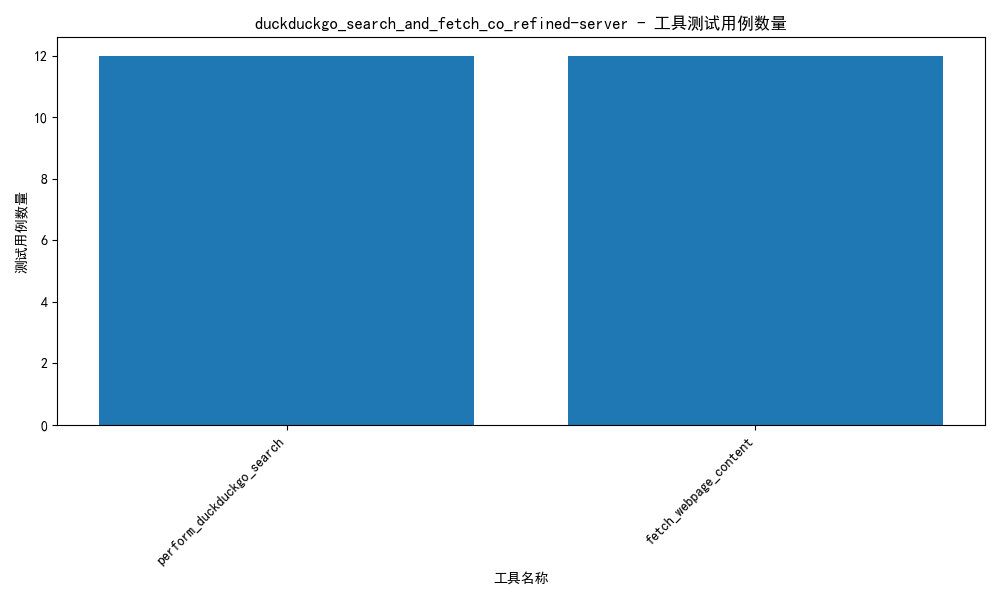 duckduckgo_search_and_fetch_co_refined-server - 工具测试用例数量
测试用例数量
12
10
8
6
4
2
0
perform_duckduckgo_search
fetch_webpage_content
工具名称